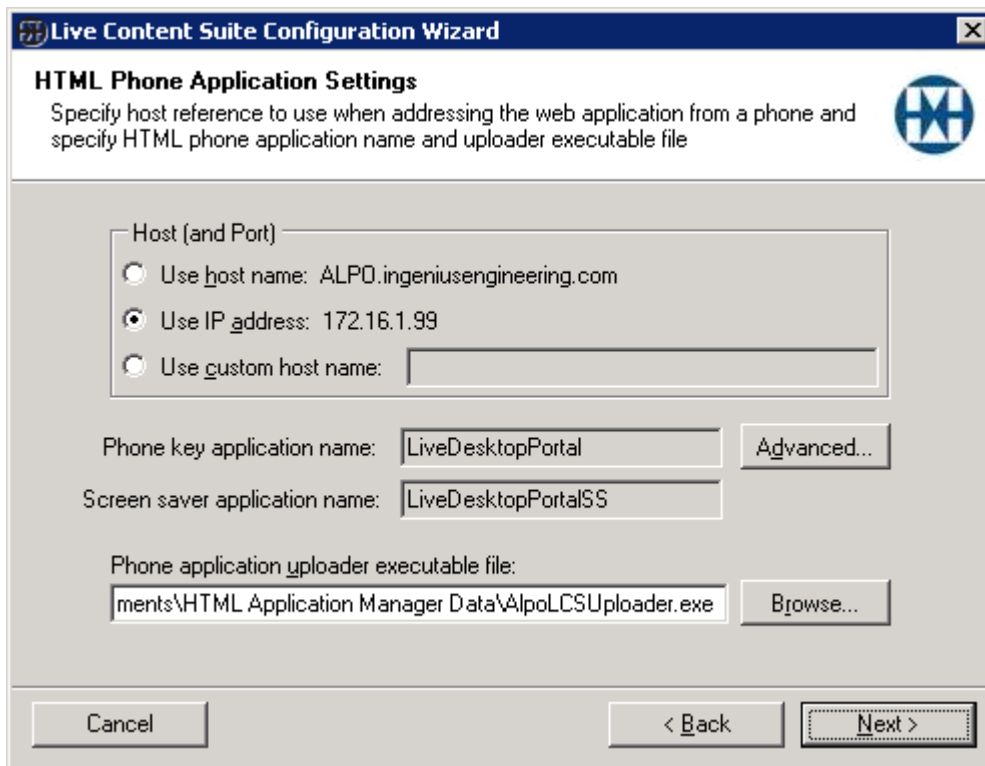 Live Content Suite Configuration Wizard
HTML Phone Application Settings
Specify host reference to use when addressing the web application from a phone and
specify HTML phone application name and uploader executable file
Host (and Port)
Use host name: ALPO.ingeniusengineering.com
Use IP address: 172.16.1.99
Use custom host name:
Phone key application name: LiveDesktopPortal Advanced...
Screen saver application name: LiveDesktopPortalSS
Phone application uploader executable file:
ments\HTML Application Manager Data\AlpoLCSUploader.exe Browse...
Cancel < Back Next >